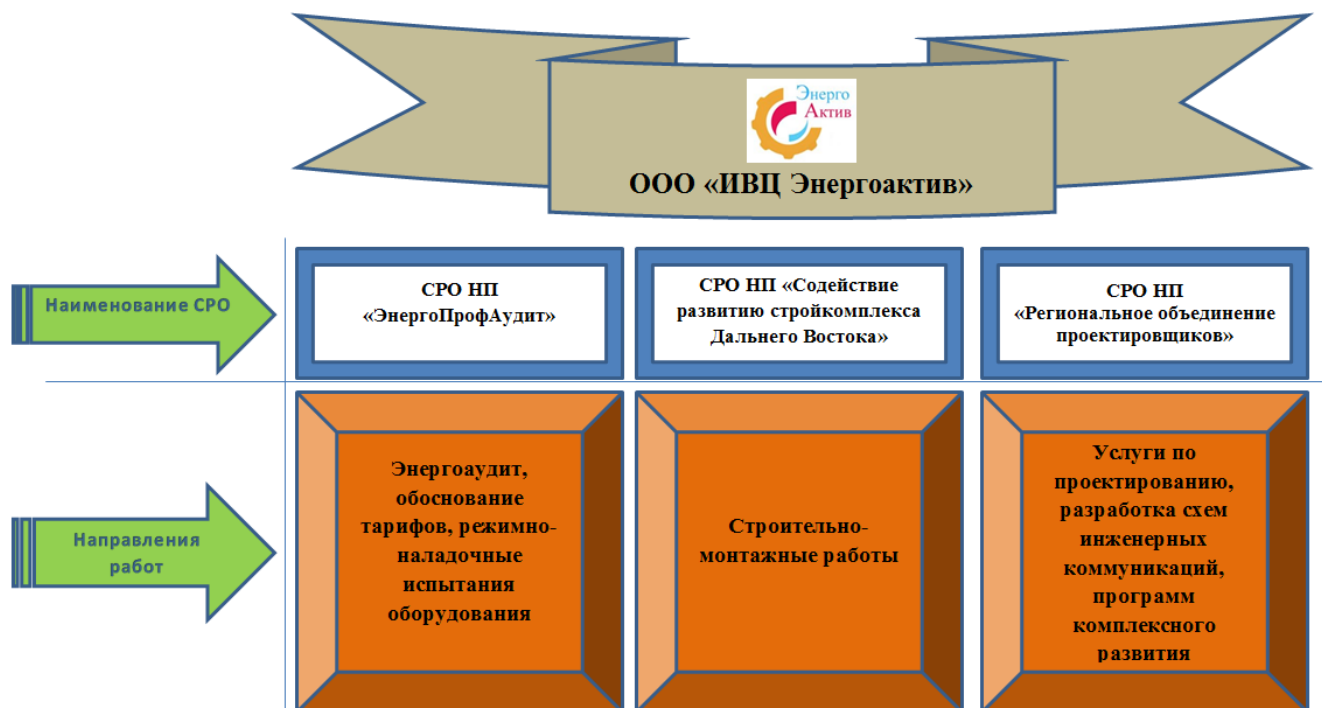 Энерго
Актив
ООО «ИВЦ Энергоактив»
Наименование СРО
СРО НП
«ЭнергоПрофАудит»
СРО НП «Содействие
развитию стройкомплекса
Дальнего Востока»
СРО НП
«Региональное объединение
проектировщиков»
Направления
работ
Энергоаудит,
обоснование
тарифов, режимно-
наладочные
испытания
оборудования
Строительно-
монтажные работы
Услуги по
проектированию,
разработка схем
инженерных
коммуникаций,
программ
комплексного
развития